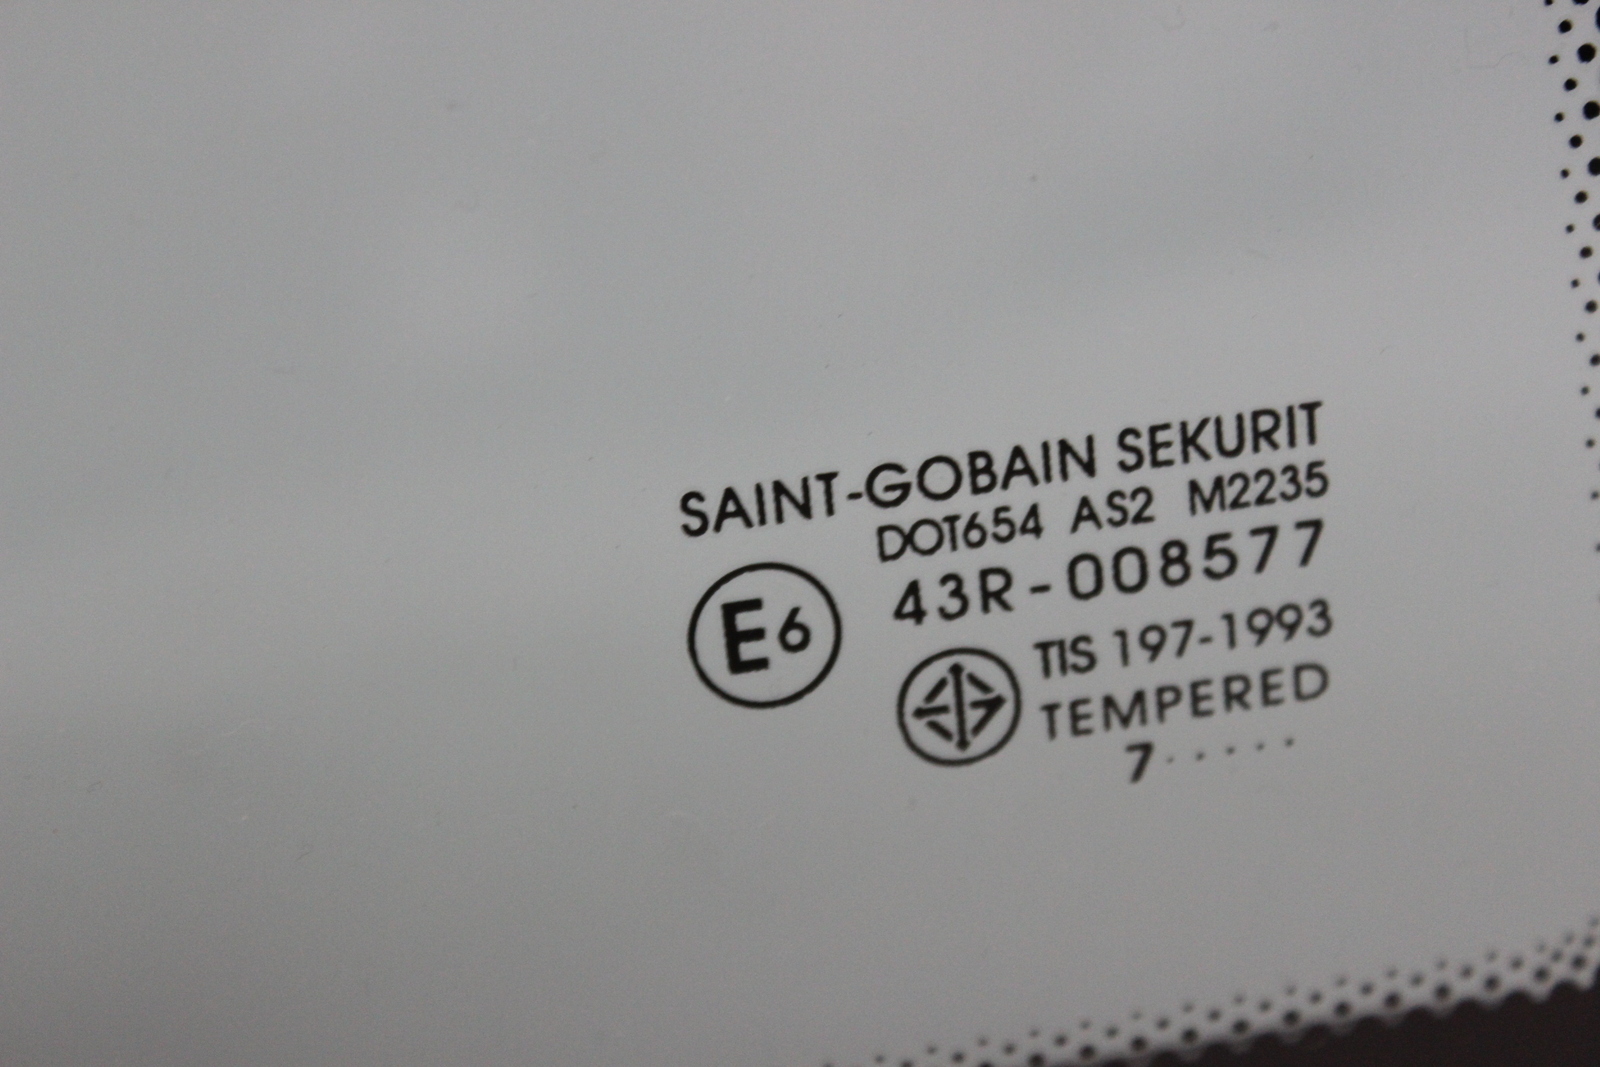 SAINT-GOBAIN SEKURIT
DOT654 AS2 M2235
E6
43R-008577
TIS 197-1993
TEMPERED
7·····